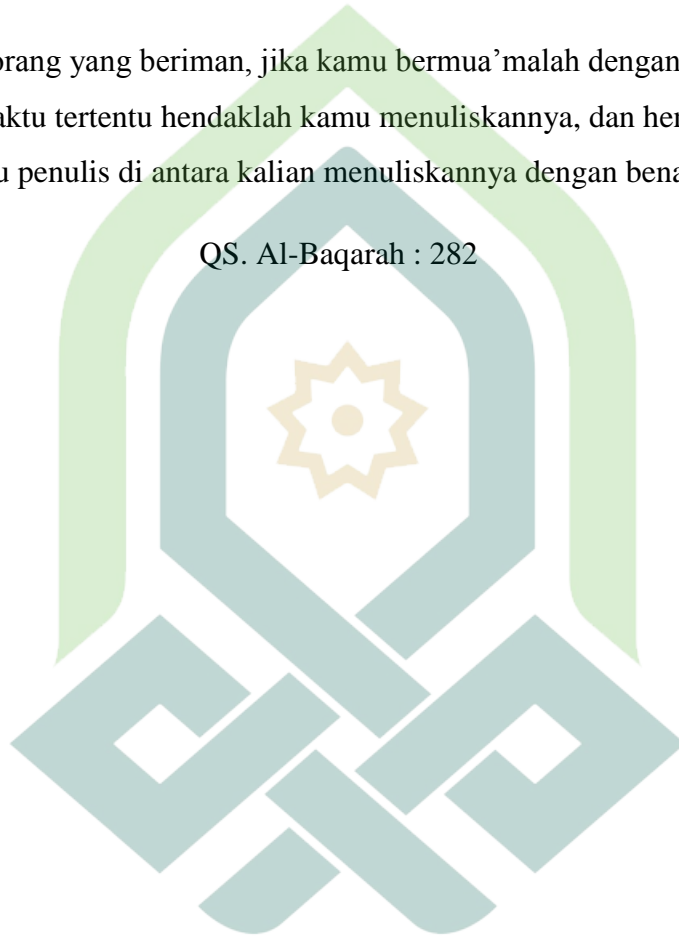 orang yang beriman, jika kamu bermua’malah dengan
aktu tertentu hendaklah kamu menuliskannya, dan her
u penulis di antara kalian menuliskannya dengan bena
QS. Al-Baqarah : 282